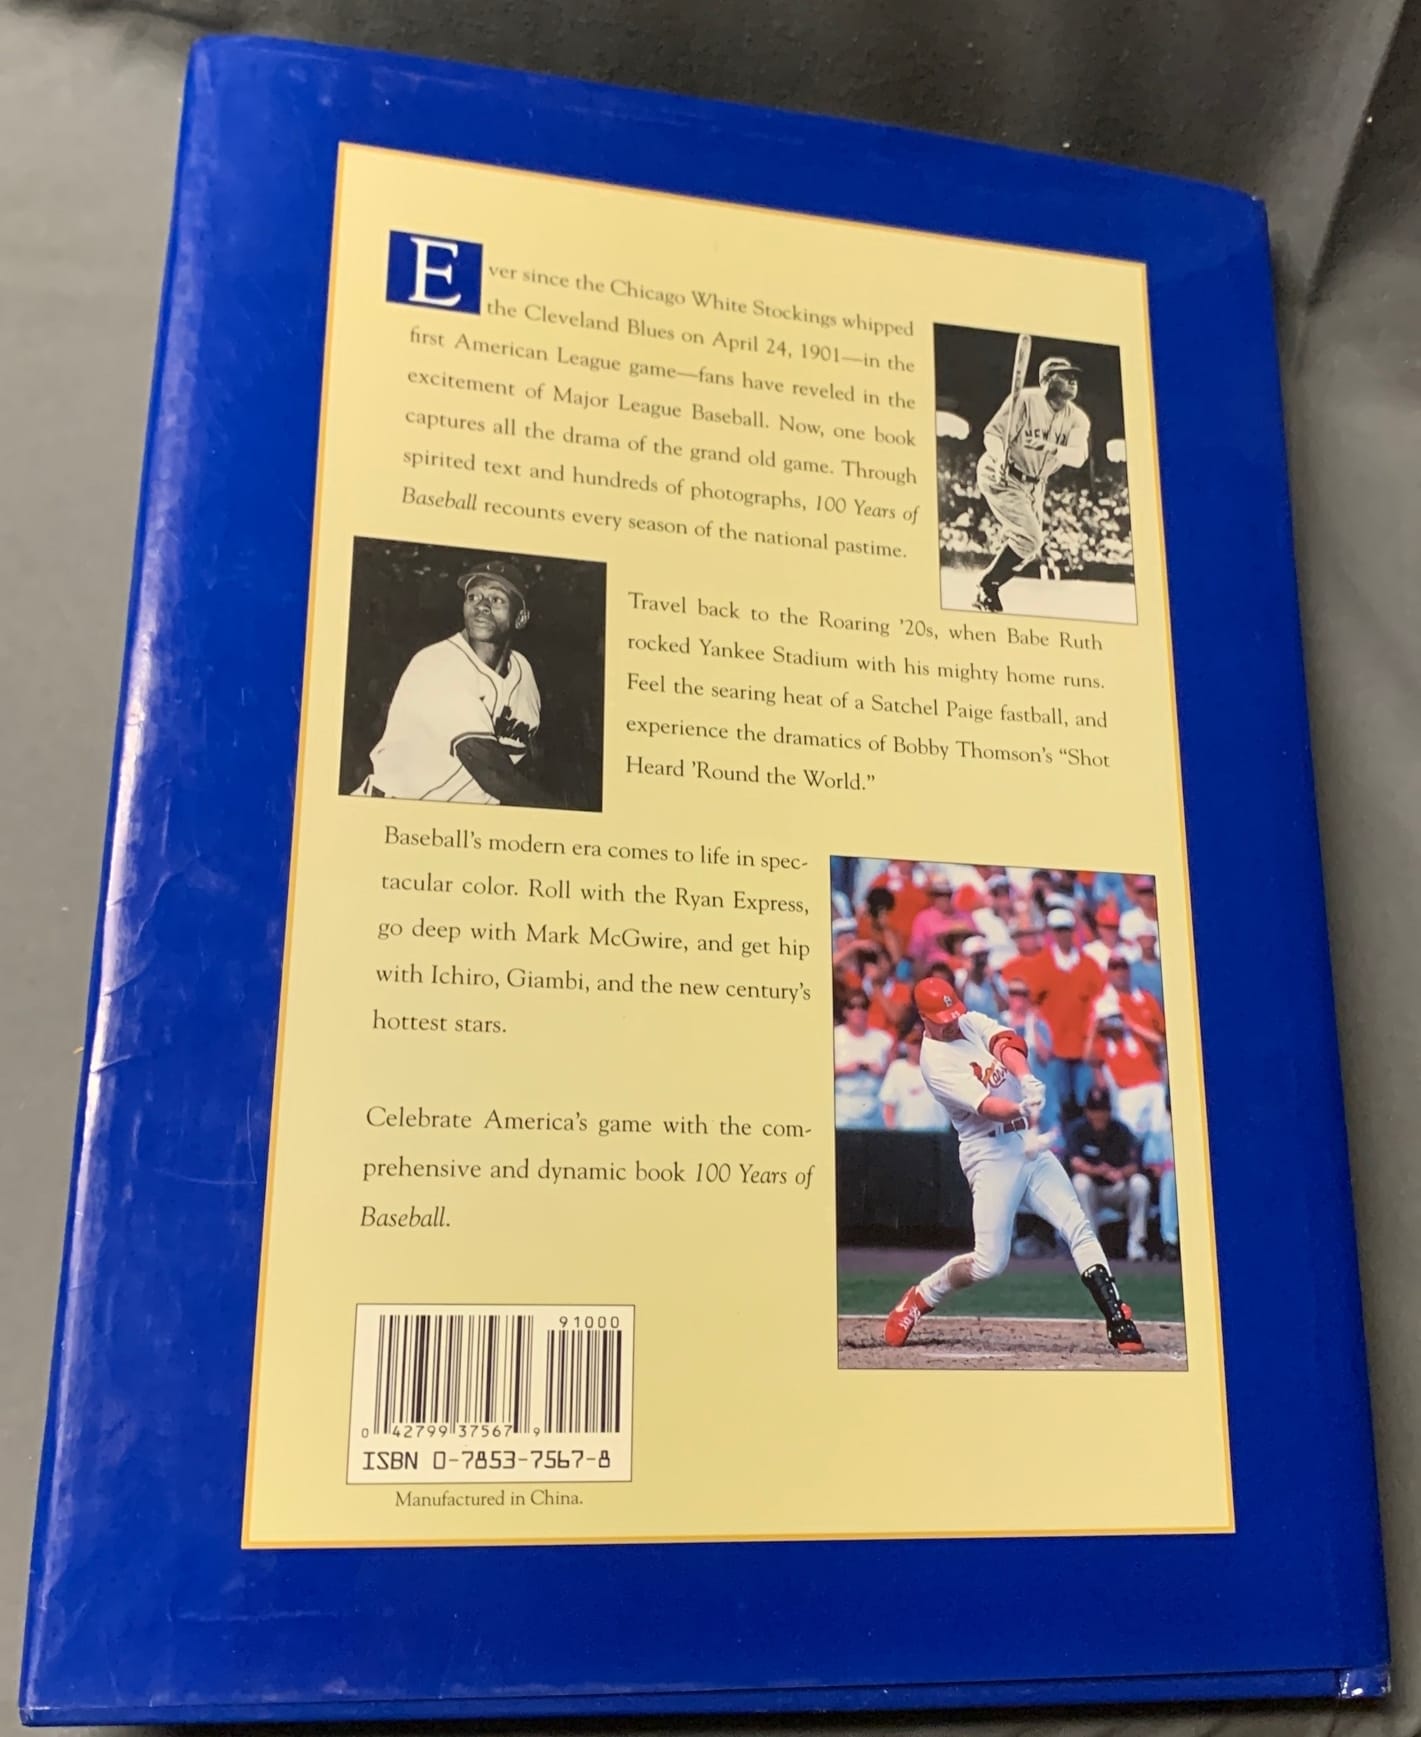 Ever since the Chicago White Stockings whipped
the Cleveland Blues on April 24, 1901—in the
first American League game—fans have reveled in the
excitement of Major League Baseball. Now, one book
captures all the drama of the grand old game. Through
spirited text and hundreds of photographs, 100 Years of
Baseball recounts every season of the national pastime.
NEW YO
Travel back to the Roaring ’20s, when Babe Ruth
rocked Yankee Stadium with his mighty home runs.
Feel the searing heat of a Satchel Paige fastball, and
experience the dramatics of Bobby Thomson’s “Shot
Heard ’Round the World.”
Baseball’s modern era comes to life in spec-
tacular color. Roll with the Ryan Express,
go deep with Mark McGwire, and get hip
with Ichiro, Giambi, and the new century’s
hottest stars.
Celebrate America’s game with the com-
prehensive and dynamic book 100 Years of
Baseball.
91000
0 42799 37567 9
ISBN 0-7853-7567-8
Manufactured in China.